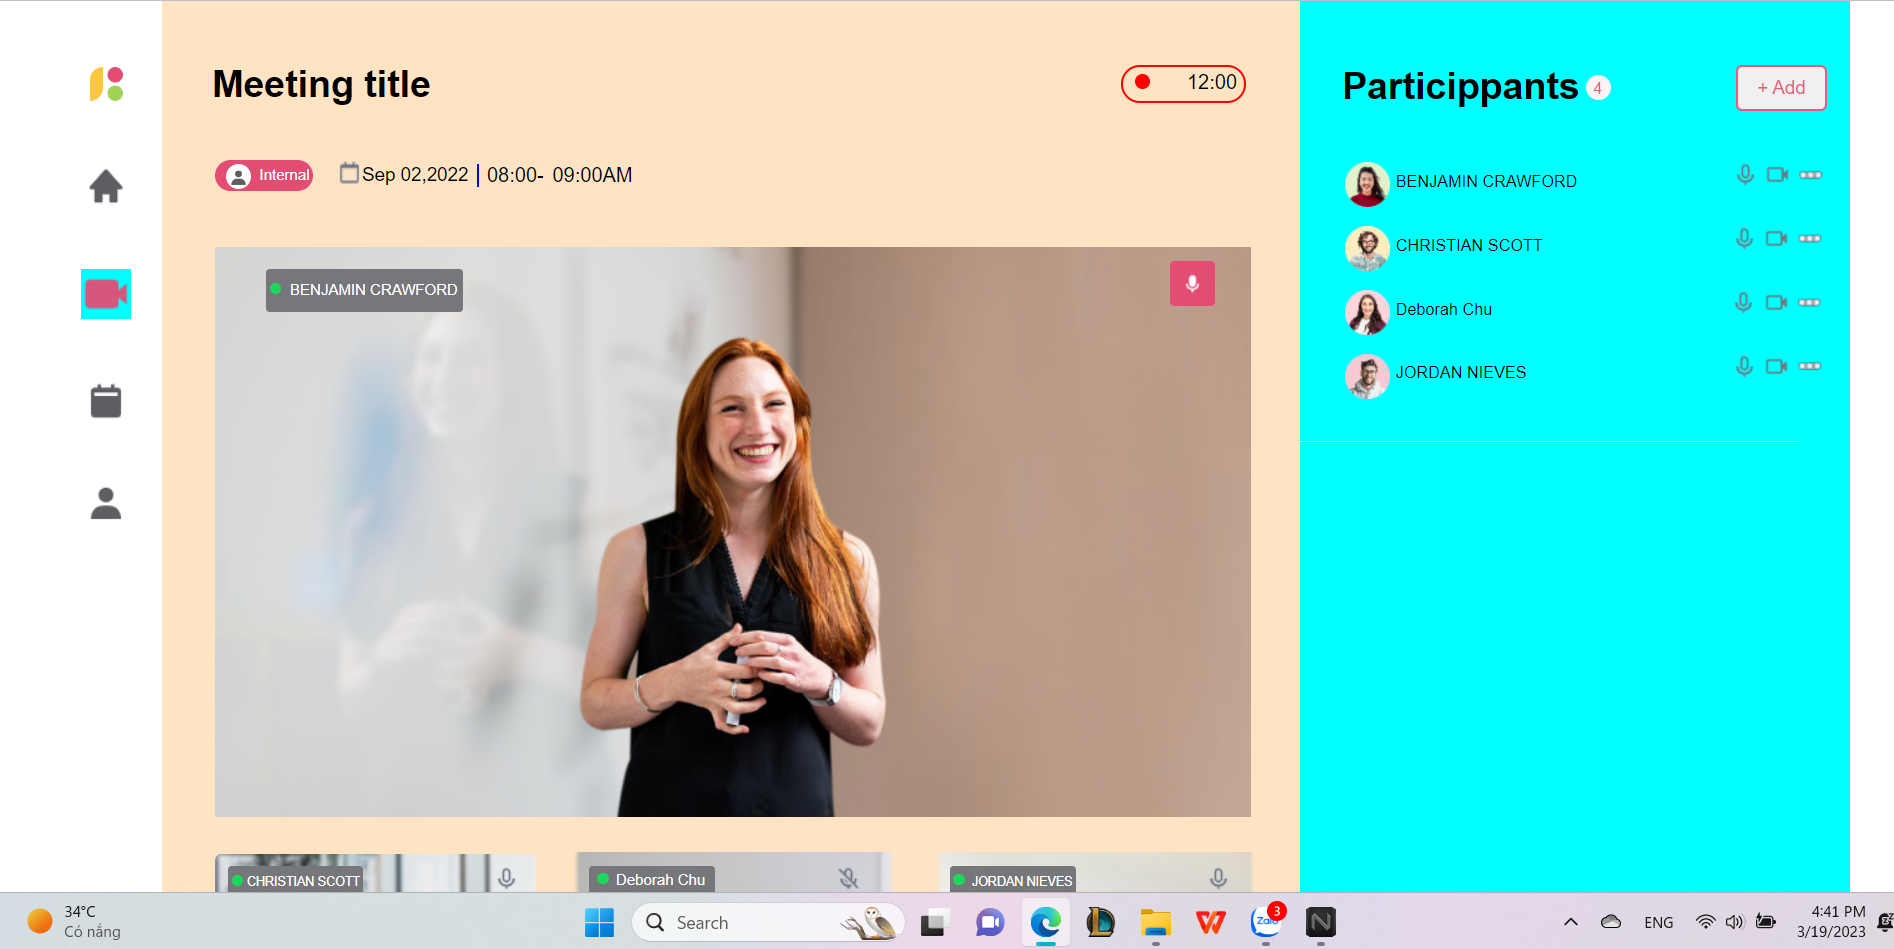 Meeting title
12:00
Internal
Sep 02,2022 | 08:00- 09:00AM
BENJAMIN CRAWFORD
CHRISTIAN SCOTT
Deborah Chu
JORDAN NIEVES
Particippants 4
+ Add
BENJAMIN CRAWFORD
CHRISTIAN SCOTT
Deborah Chu
JORDAN NIEVES
34°C
Có nắng
Search
Zalo
3
ENG
4:41 PM
3/19/2023